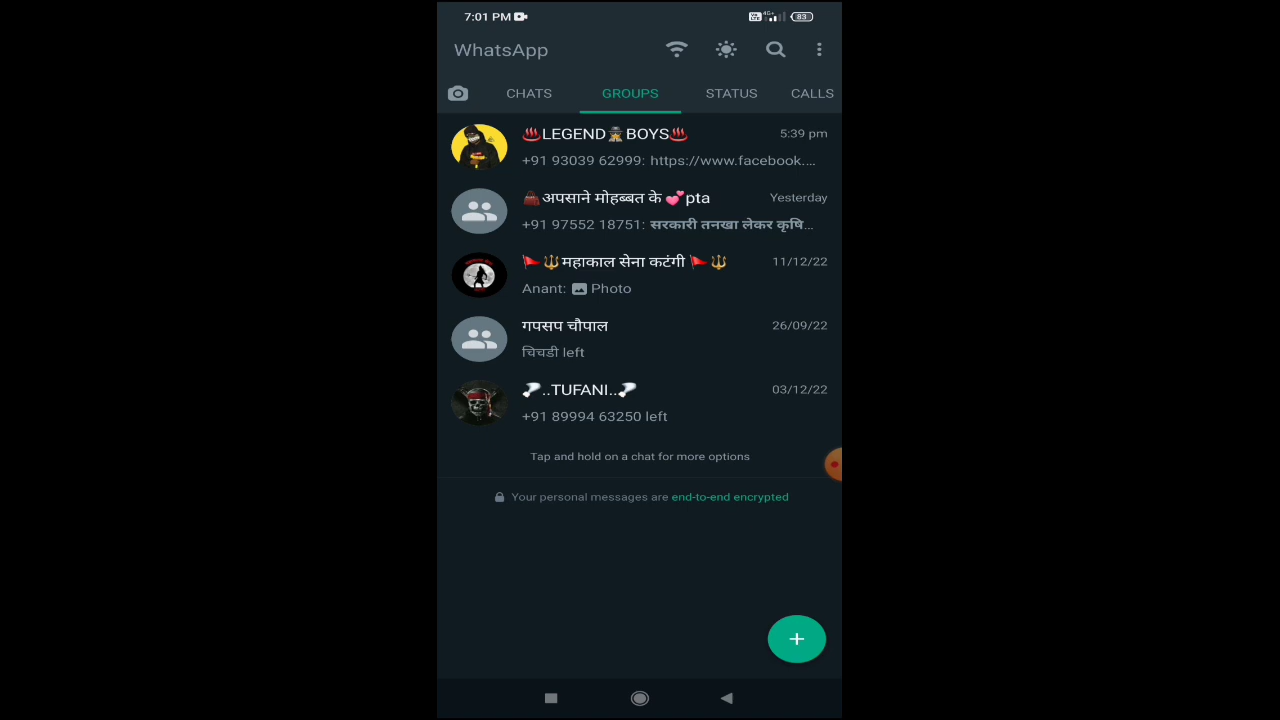 7:01 PM
4G+ 83
WhatsApp
CHATS GROUPS STATUS CALLS
♨️LEGEND🕵️BOYS♨️ 5:39 pm
+91 93039 62999: https://www.facebook....
👜अपसाने मोहब्बत के 💕pta Yesterday
+91 97552 18751: सरकारी तनखा लेकर कृषि...
🚩🔱महाकाल सेना कटंगी 🚩🔱 11/12/22
Anant: Photo
गपसप चौपाल 26/09/22
चिचडी left
🌪️..TUFANI..🌪️ 03/12/22
+91 89994 63250 left
Tap and hold on a chat for more options
Your personal messages are end-to-end encrypted